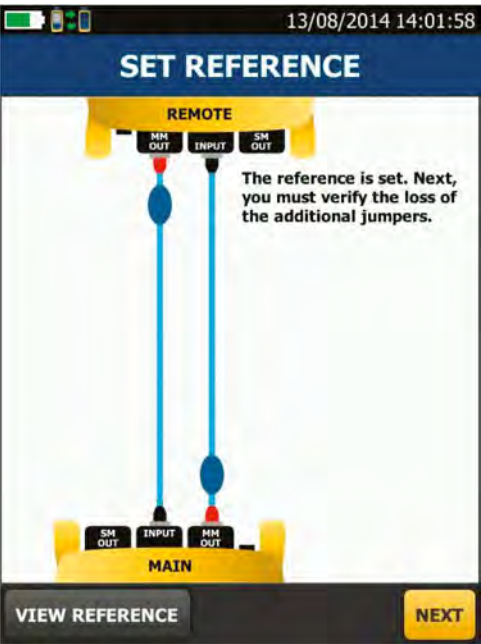 13/08/2014 14:01:58
SET REFERENCE
REMOTE
MM OUT
INPUT
SM OUT
The reference is set. Next,
you must verify the loss of
the additional jumpers.
SM OUT
INPUT
MM OUT
MAIN
VIEW REFERENCE
NEXT